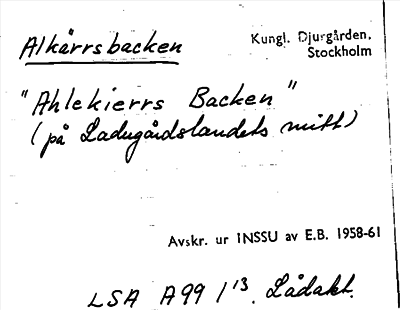 Alkärrsbacken
Kungl. Djurgården,
Stockholm
"Ahlekierrs Backen"
(på Ladugårdslandets mitt)
Avskr. ur INSSU av E.B. 1958-61
LSA A99 1/13. Lådakt.